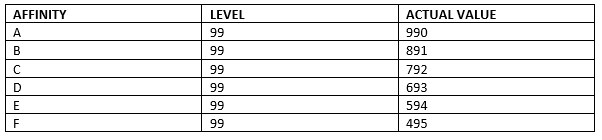 AFFINITY LEVEL ACTUAL VALUE
A 99 990
B 99 891
C 99 792
D 99 693
E 99 594
F 99 495